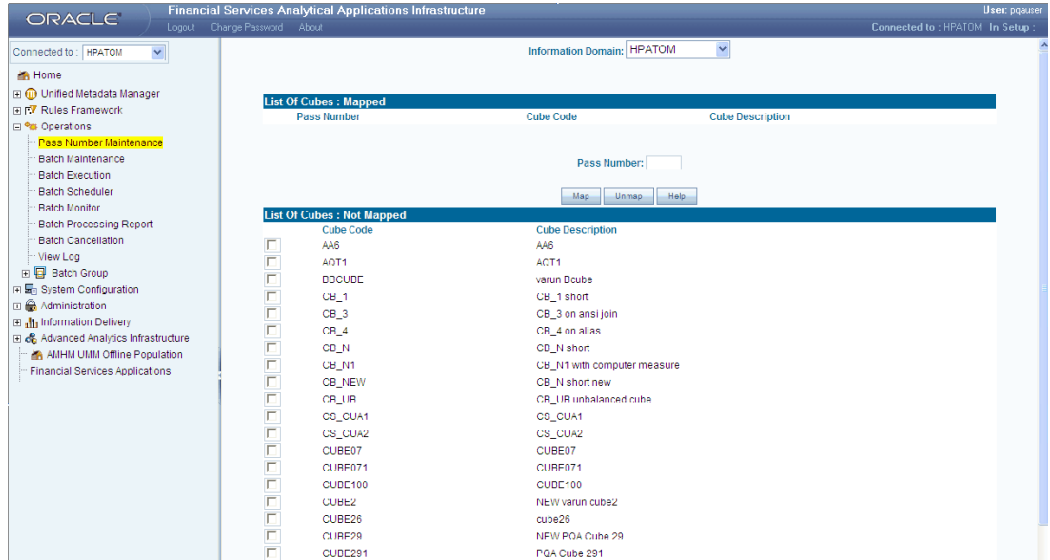 ORACLE
Financial Services Analytical Applications Infrastructure
User: pqauser
Logout Change Password About
Connected to : HPATOM In Setup :
Connected to : HPATOM
Home
Unified Metadata Manager
Rules Framework
Operations
Pass Number Maintenance
Batch Maintenance
Batch Execution
Batch Scheduler
Batch Monitor
Batch Processing Report
Batch Cancellation
View Log
Batch Group
System Configuration
Administration
Information Delivery
Advanced Analytics Infrastructure
AMHM UMM Offline Population
Financial Services Applications
Information Domain: HPATOM
List Of Cubes : Mapped
Pass Number Cube Code Cube Description
Pass Number:
Map Unmap Help
List Of Cubes : Not Mapped
Cube Code Cube Description
AA6 AA6
ACT1 ACT1
varun Dcube
CB_1 CB_1 short
CB_3 CB_3 on ansi join
CB_4 CB_4 on alias
CB_N CB_N short
CB_N1 CB_N1 with computer measure
CB_NEW CB_N short new
CB_UB CB_UB unbalanced cube
CS_CUA1 CS_CUA1
CS_CUA2 CS_CUA2
CUBE07 CUBE07
CUBE071 CUBE071
CUBE100 CUBE100
CUBE2 NEW varun cube2
CUBE26 cube26
CUBE29 NEW PQA Cube 29
CUBE291 PQA Cube 291